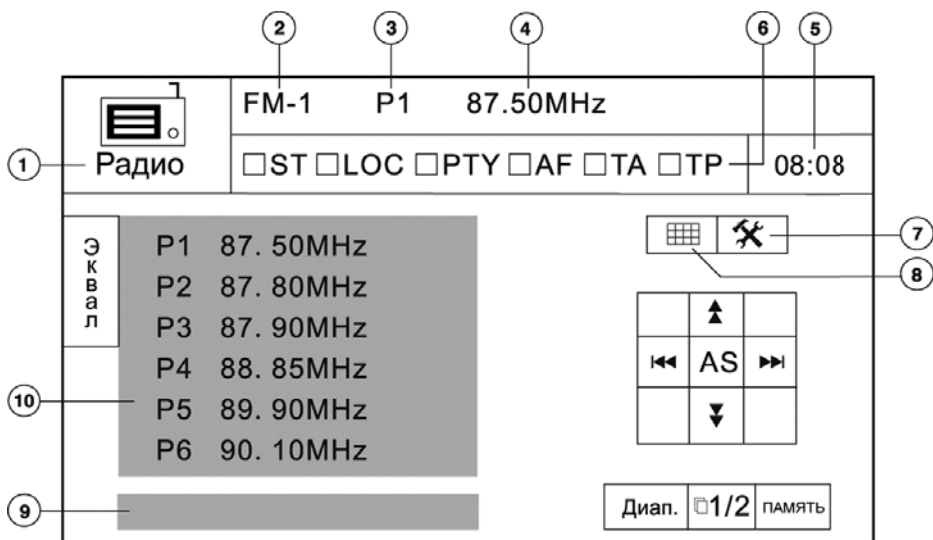 2 3 4 6 5
FM-1 P1 87.50MHz
1 Радио
ST LOC PTY AF TA TP
08:08
Эквал
7
8
P1 87. 50MHz
P2 87. 80MHz
P3 87. 90MHz
P4 88. 85MHz
P5 89. 90MHz
P6 90. 10MHz
AS
10
9
Диап. 1/2 ПАМЯТЬ